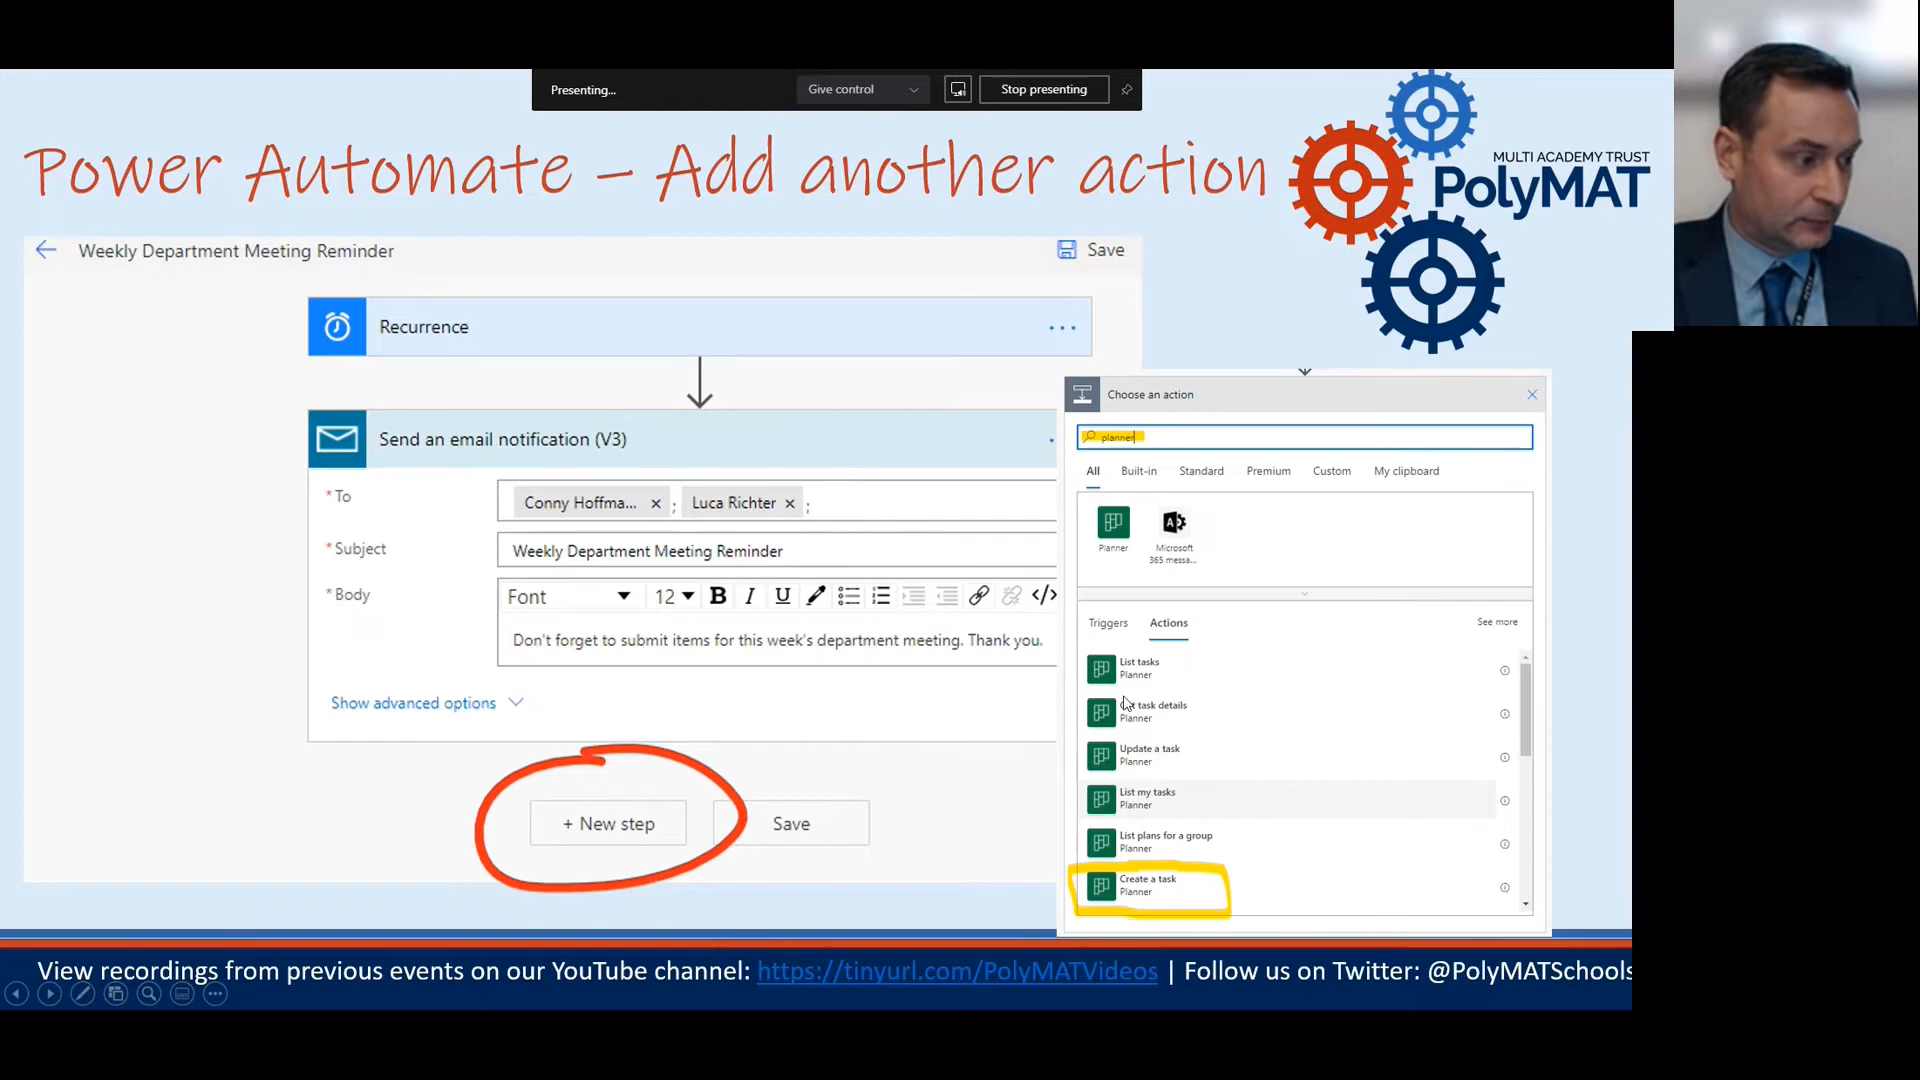 Presenting...
Give control
Stop presenting
Power Automate – Add another action
MULTI ACADEMY TRUST
PolyMAT
Weekly Department Meeting Reminder
Save
Recurrence
Send an email notification (V3)
*To
Conny Hoffma... × ; Luca Richter × ;
*Subject
Weekly Department Meeting Reminder
*Body
Font 12 B I U </>
Don't forget to submit items for this week's department meeting. Thank you.
Show advanced options
+ New step
Save
Choose an action
planner
All Built-in Standard Premium Custom My clipboard
Planner
Microsoft
365 messa...
Triggers Actions See more
List tasks
Planner
task details
Planner
Update a task
Planner
List my tasks
Planner
List plans for a group
Planner
Create a task
Planner
View recordings from previous events on our YouTube channel: https://tinyurl.com/PolyMATVideos | Follow us on Twitter: @PolyMATSchools